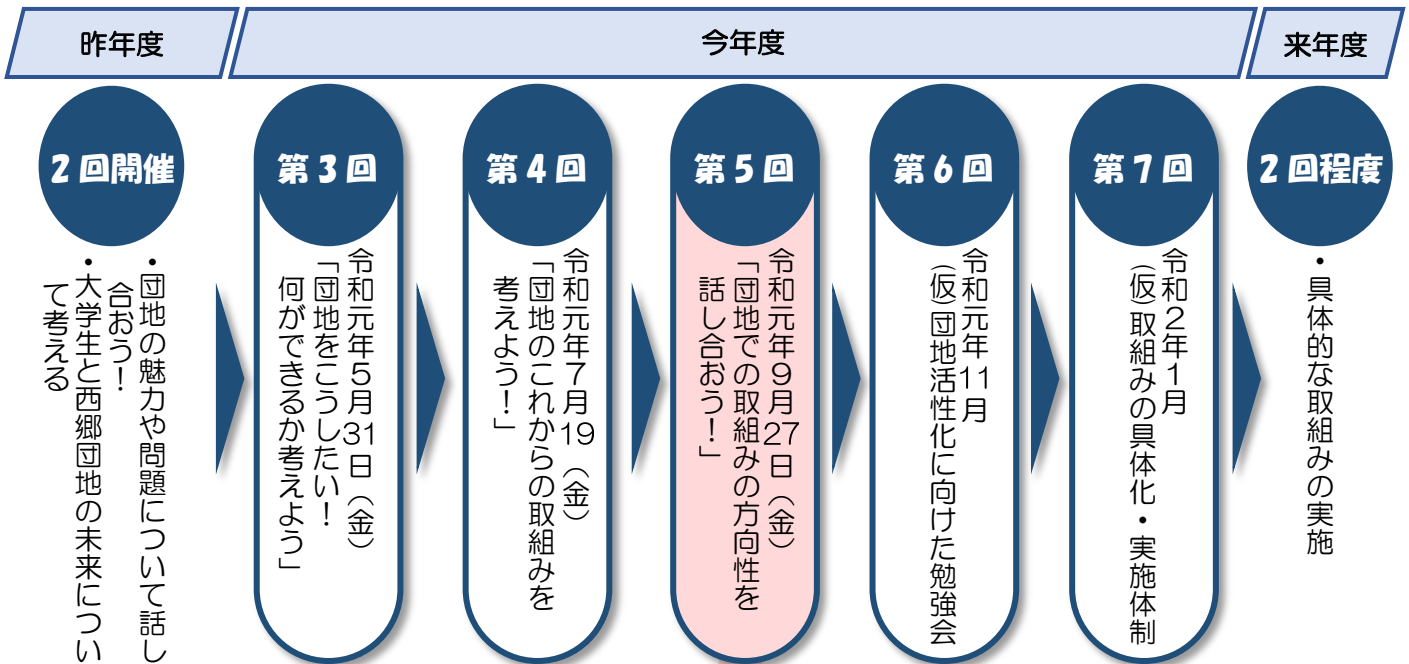 昨年度
今年度
来年度
2回開催
・団地の魅力や問題について話し
合おう！
・大学生と西郷団地の未来につい
て考える
第3回
令和元年5月31日（金）
「団地をこうしたい！
何ができるか考えよう」
第4回
令和元年7月19（金）
「団地のこれからの取組みを
考えよう！」
第5回
令和元年9月27日（金）
「団地での取組みの方向性を
話し合おう！」
第6回
令和元年11月
（仮）団地活性化に向けた勉強会
第7回
令和2年1月
（仮）取組みの具体化・実施体制
2回程度
・具体的な取組みの実施